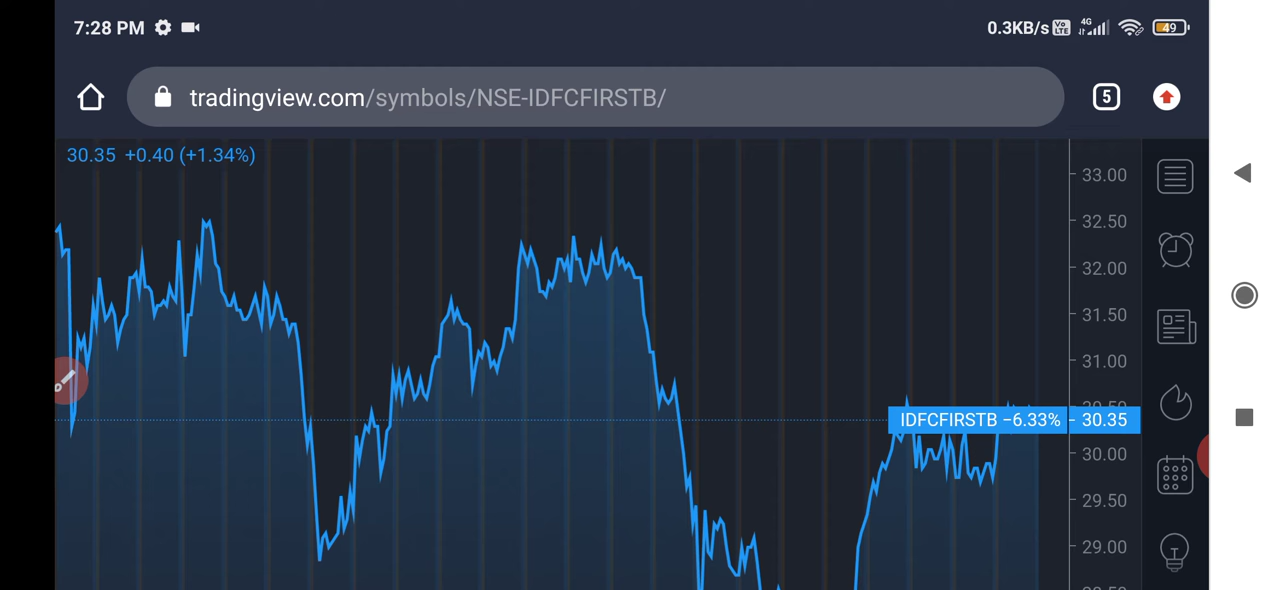 7:28 PM 0.3KB/s Vo LTE 4G 49
tradingview.com/symbols/NSE-IDFCFIRSTB/ 5
30.35 +0.40 (+1.34%)
33.00
32.50
32.00
31.50
31.00
IDFCFIRSTB −6.33% 30.35
30.00
29.50
29.00